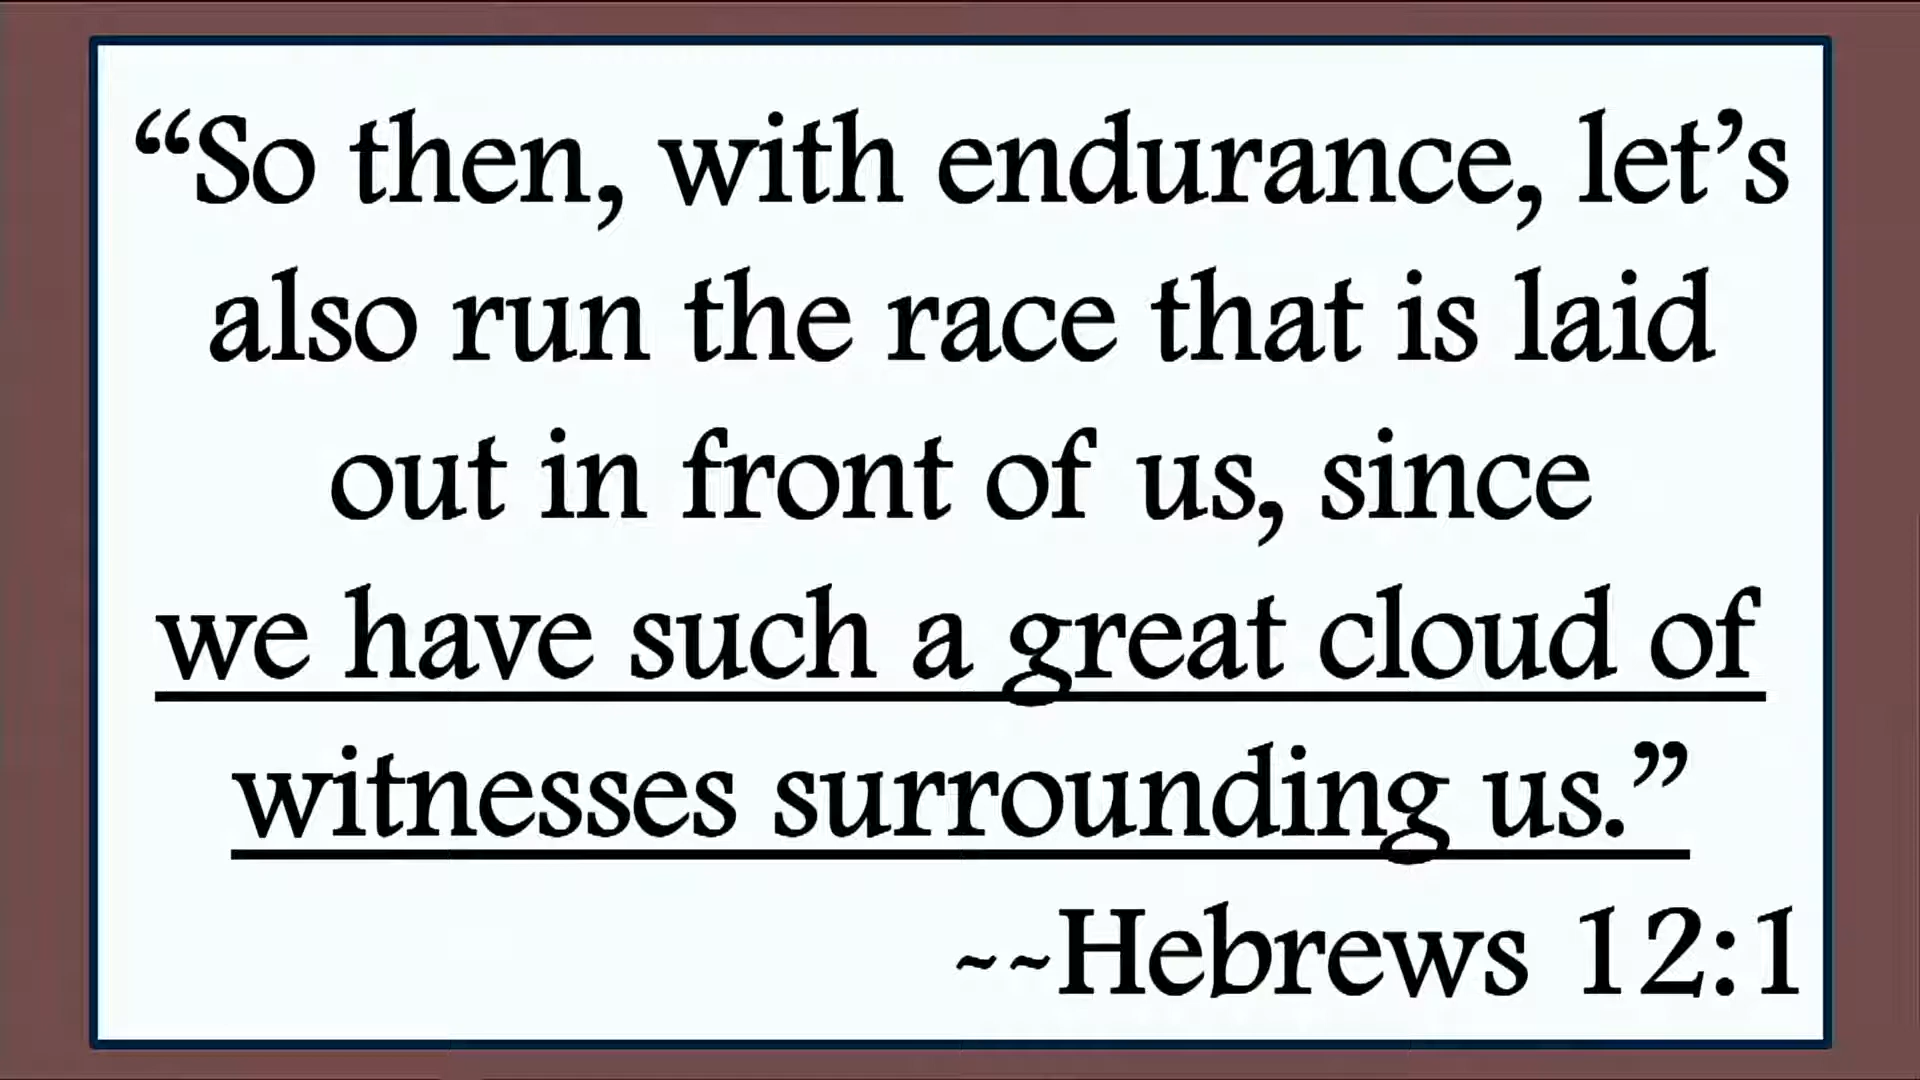 “So then, with endurance, let’s
also run the race that is laid
out in front of us, since
we have such a great cloud of
witnesses surrounding us.”
~~Hebrews 12:1